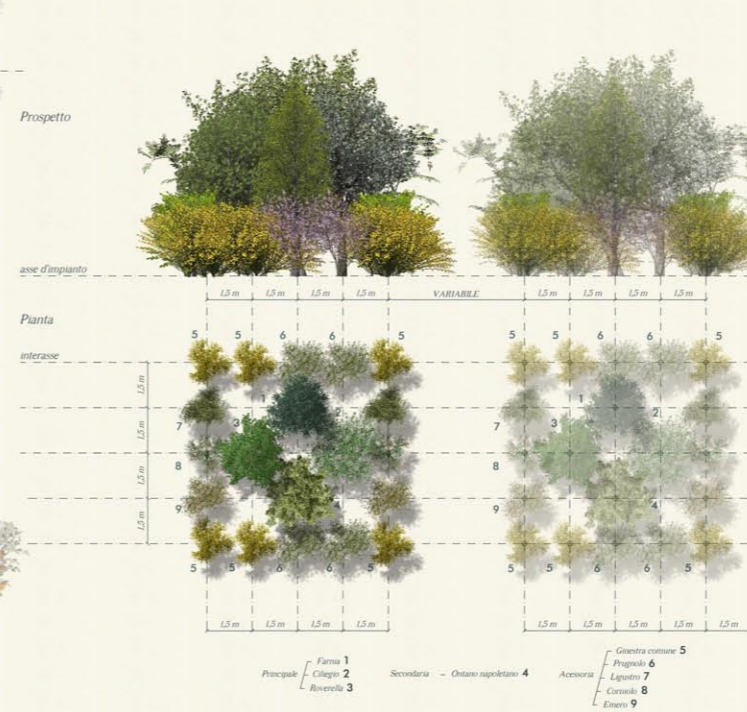 Prospetto
asse d'impianto
1,5 m 1,5 m 1,5 m 1,5 m VARIABILE 1,5 m 1,5 m 1,5 m 1,5 m
Pianta
5 5 6 6 5 5 5 6 6 5
interasse
1,5 m
1,5 m
1,5 m
1,5 m
1 2 1 2
7 3 7 3
8 8
9 4 9 4
5 5 6 6 5 5 5 6 6 5
1,5 m 1,5 m 1,5 m 1,5 m 1,5 m 1,5 m 1,5 m 1,5 m
Principale
Farnia 1
Ciliegio 2
Roverella 3
Secondaria - Ontano napoletano 4
Acessoria
Ginestra comune 5
Prugnolo 6
Ligustro 7
Corniolo 8
Emero 9